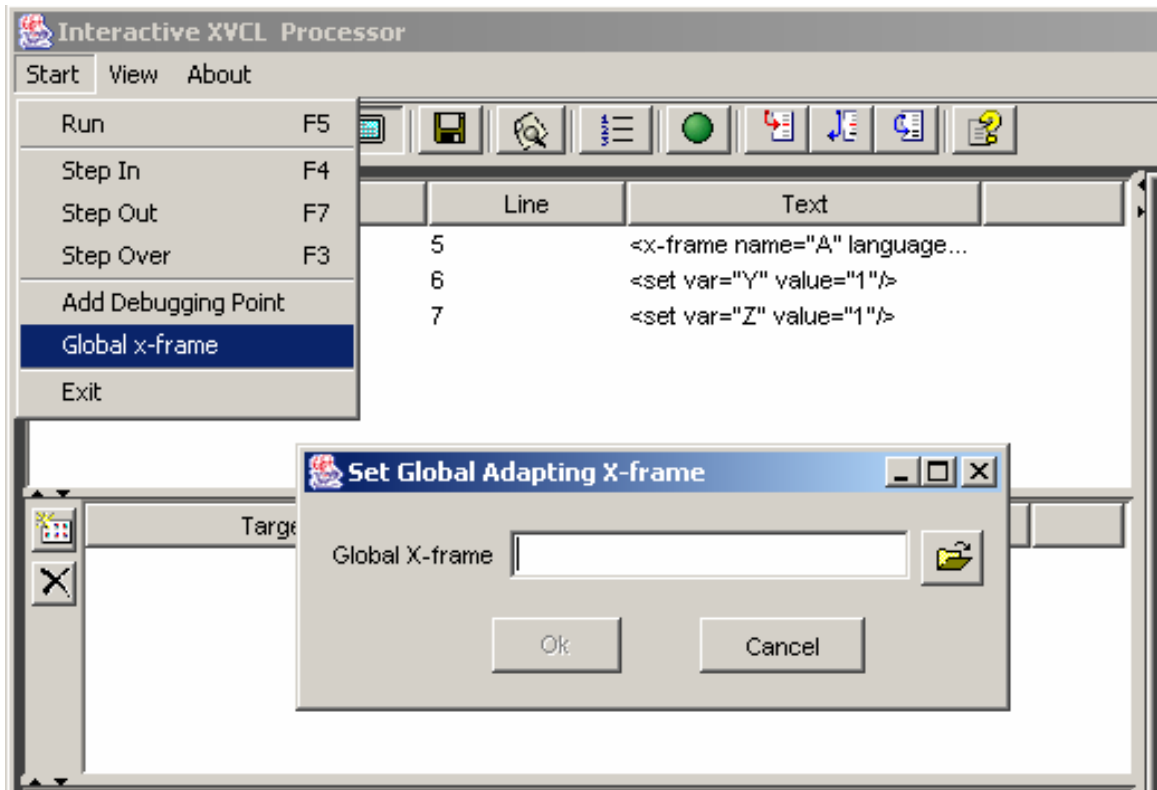 Interactive XVCL Processor
Start View About
Run F5
Step In F4
Step Out F7
Step Over F3
Add Debugging Point
Global x-frame
Exit
Line Text
5 <x-frame name="A" language...
6 <set var="Y" value="1"/>
7 <set var="Z" value="1"/>
Set Global Adapting X-frame
Global X-frame
Ok Cancel